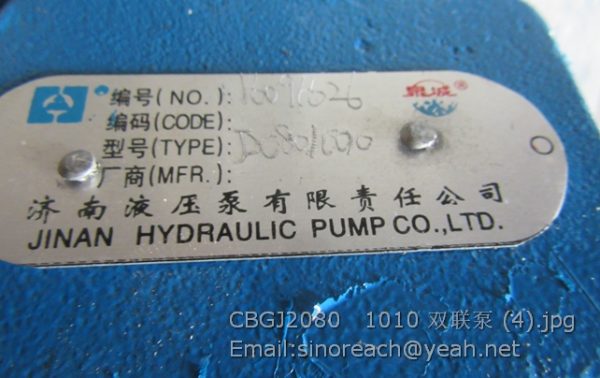 编号(NO.):
泉诚®
编码(CODE):
型号(TYPE):
厂商(MFR.):
济南液压泵有限责任公司
JINAN HYDRAULIC PUMP CO.,LTD.
CBGJ2080 1010 双联泵 (4).jpg
Email:sinoreach@yeah.net